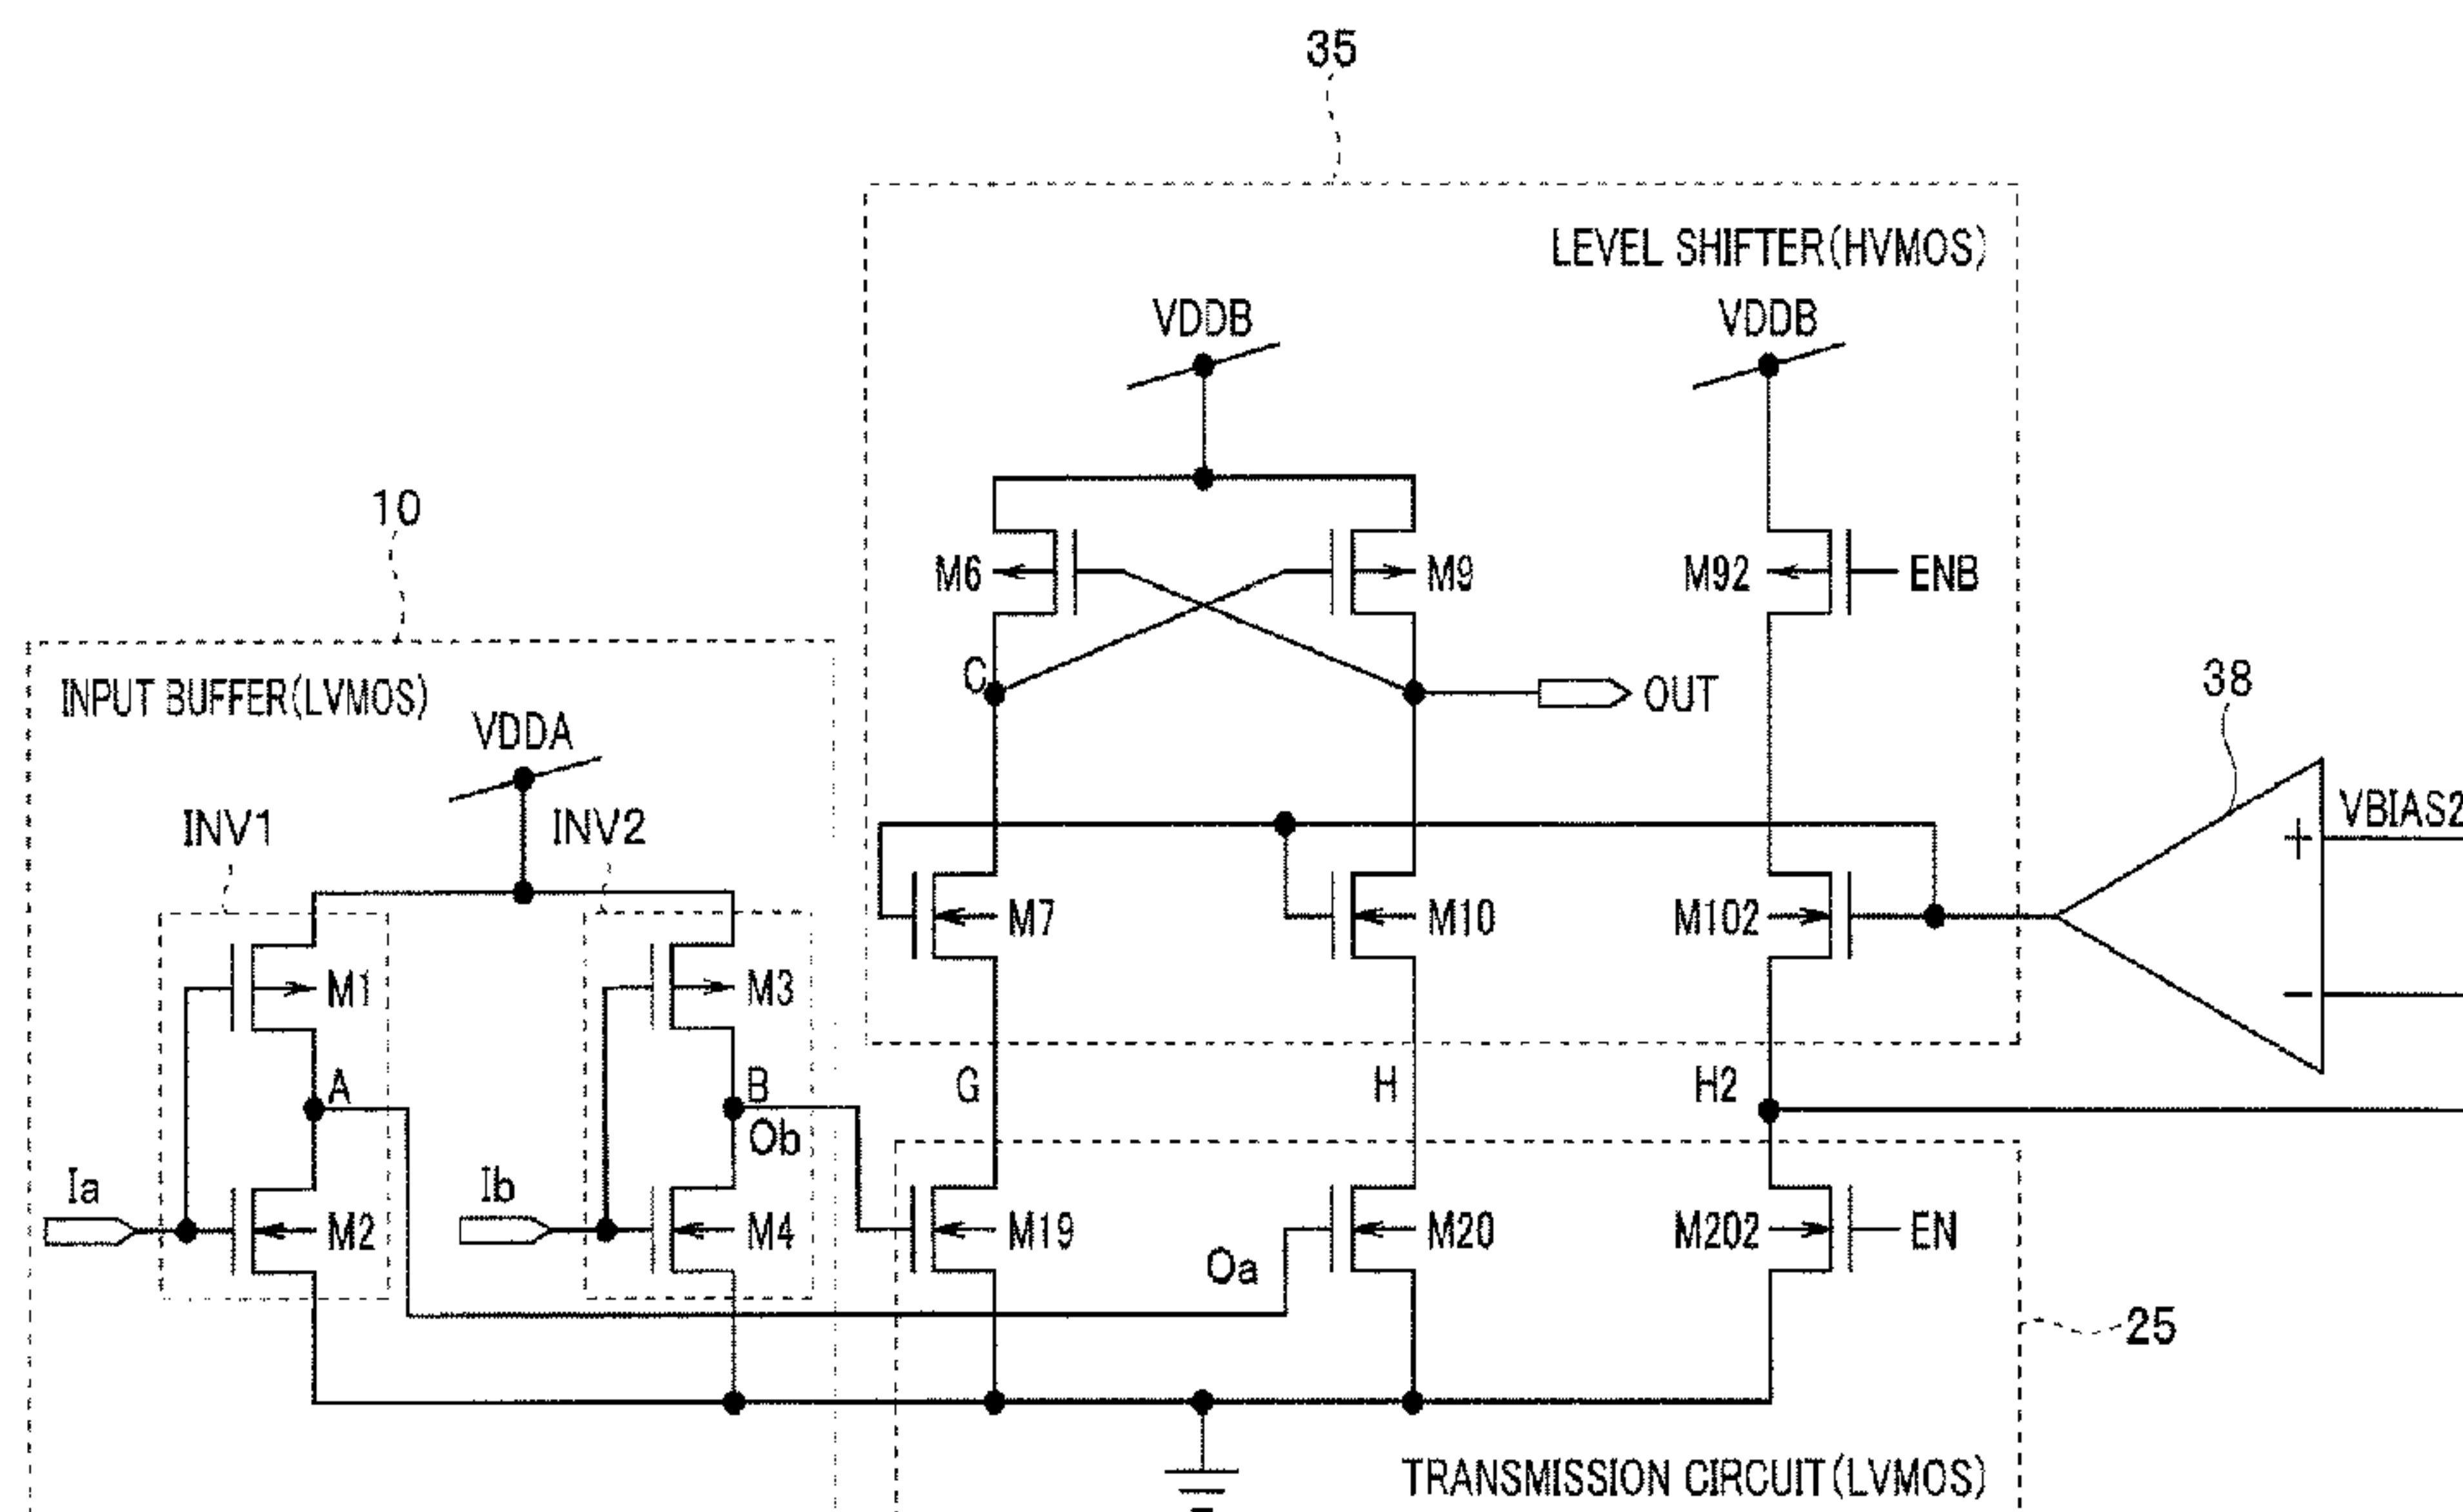 35
LEVEL SHIFTER(HVMOS)
VDDB
VDDB
10
M6
M9
M92
ENB
INPUT BUFFER(LVMOS)
C
OUT
38
VDDA
VBIAS2
INV1
INV2
+
M7
M10
M102
M1
M3
−
A
B
G
H
H2
Ob
Ia
Ib
M2
M4
M19
Oa
M20
M202
EN
25
TRANSMISSION CIRCUIT(LVMOS)